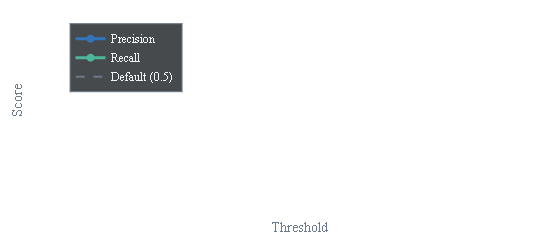 Precision
Recall
Default (0.5)
Score
Threshold